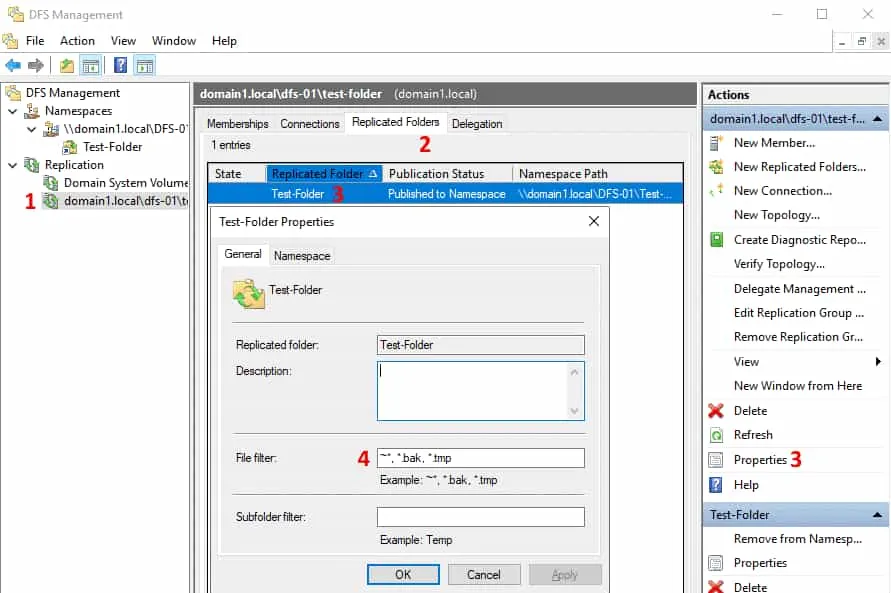 DFS Management
File Action View Window Help
DFS Management
Namespaces
\\domain1.local\DFS-0
Test-Folder
Replication
Domain System Volume
1 domain1.local\dfs-01\t
domain1.local\dfs-01\test-folder (domain1.local)
Memberships Connections Replicated Folders Delegation
2
1 entries
State Replicated Folder Publication Status Namespace Path
Test-Folder 3 Published to Namespace \\domain1.local\DFS-01\Test-...
Test-Folder Properties
General Namespace
Test-Folder
Replicated folder: Test-Folder
Description:
File filter: 4 ~*, *.bak, *.tmp
Example: ~*, *.bak, *.tmp
Subfolder filter:
Example: Temp
OK Cancel Apply
Actions
domain1.local\dfs-01\test-f...
New Member...
New Replicated Folders...
New Connection...
New Topology...
Create Diagnostic Repo...
Verify Topology...
Delegate Management ...
Edit Replication Group ...
Remove Replication Gr...
View
New Window from Here
Delete
Refresh
Properties 3
Help
Test-Folder
Remove from Namesp...
Properties
Delete